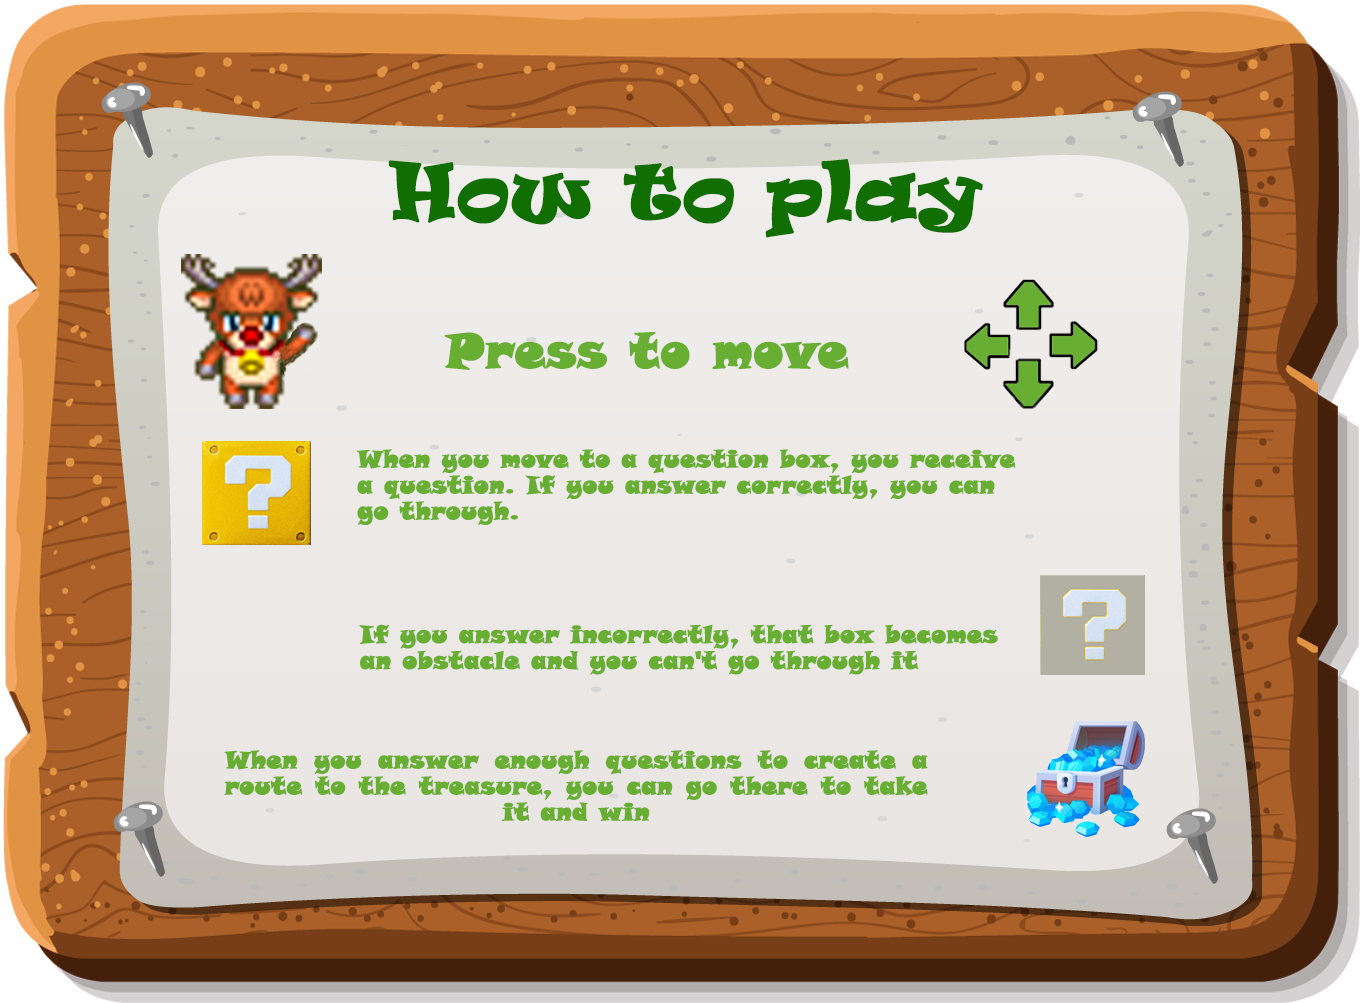 How to play
Press to move
?
When you move to a question box, you receive
a question. If you answer correctly, you can
go through.
?
If you answer incorrectly, that box becomes
an obstacle and you can't go through it
When you answer enough questions to create a
route to the treasure, you can go there to take
it and win